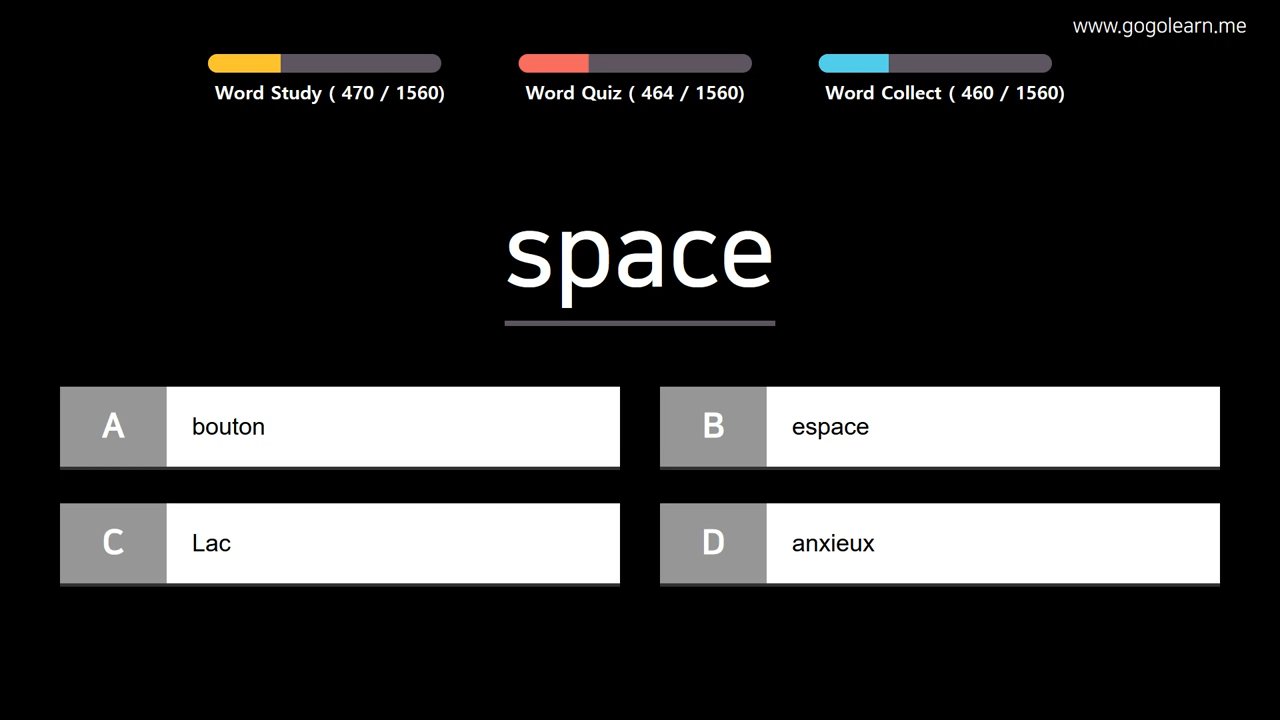 www.gogolearn.me
Word Study ( 470 / 1560)
Word Quiz ( 464 / 1560)
Word Collect ( 460 / 1560)
space
A bouton
B espace
C Lac
D anxieux